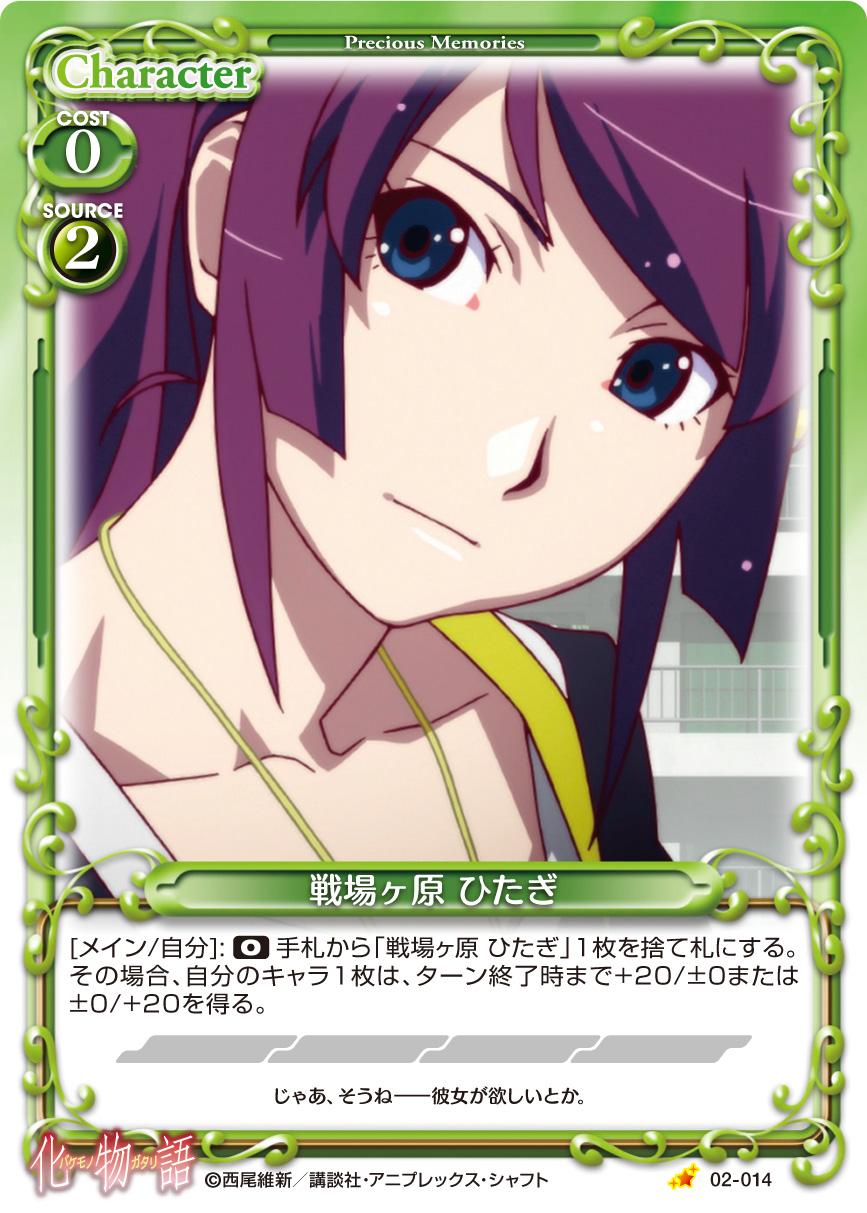 Precious Memories
Character
COST
0
SOURCE
2
戦場ヶ原 ひたぎ
[メイン/自分]: 0 手札から「戦場ヶ原 ひたぎ」1枚を捨て札にする。
その場合、自分のキャラ1枚は、ターン終了時まで+20/±0または
±0/+20を得る。
じゃあ、そうね――彼女が欲しいとか。
化物語
バケモノガタリ
©西尾維新／講談社・アニプレックス・シャフト
02-014